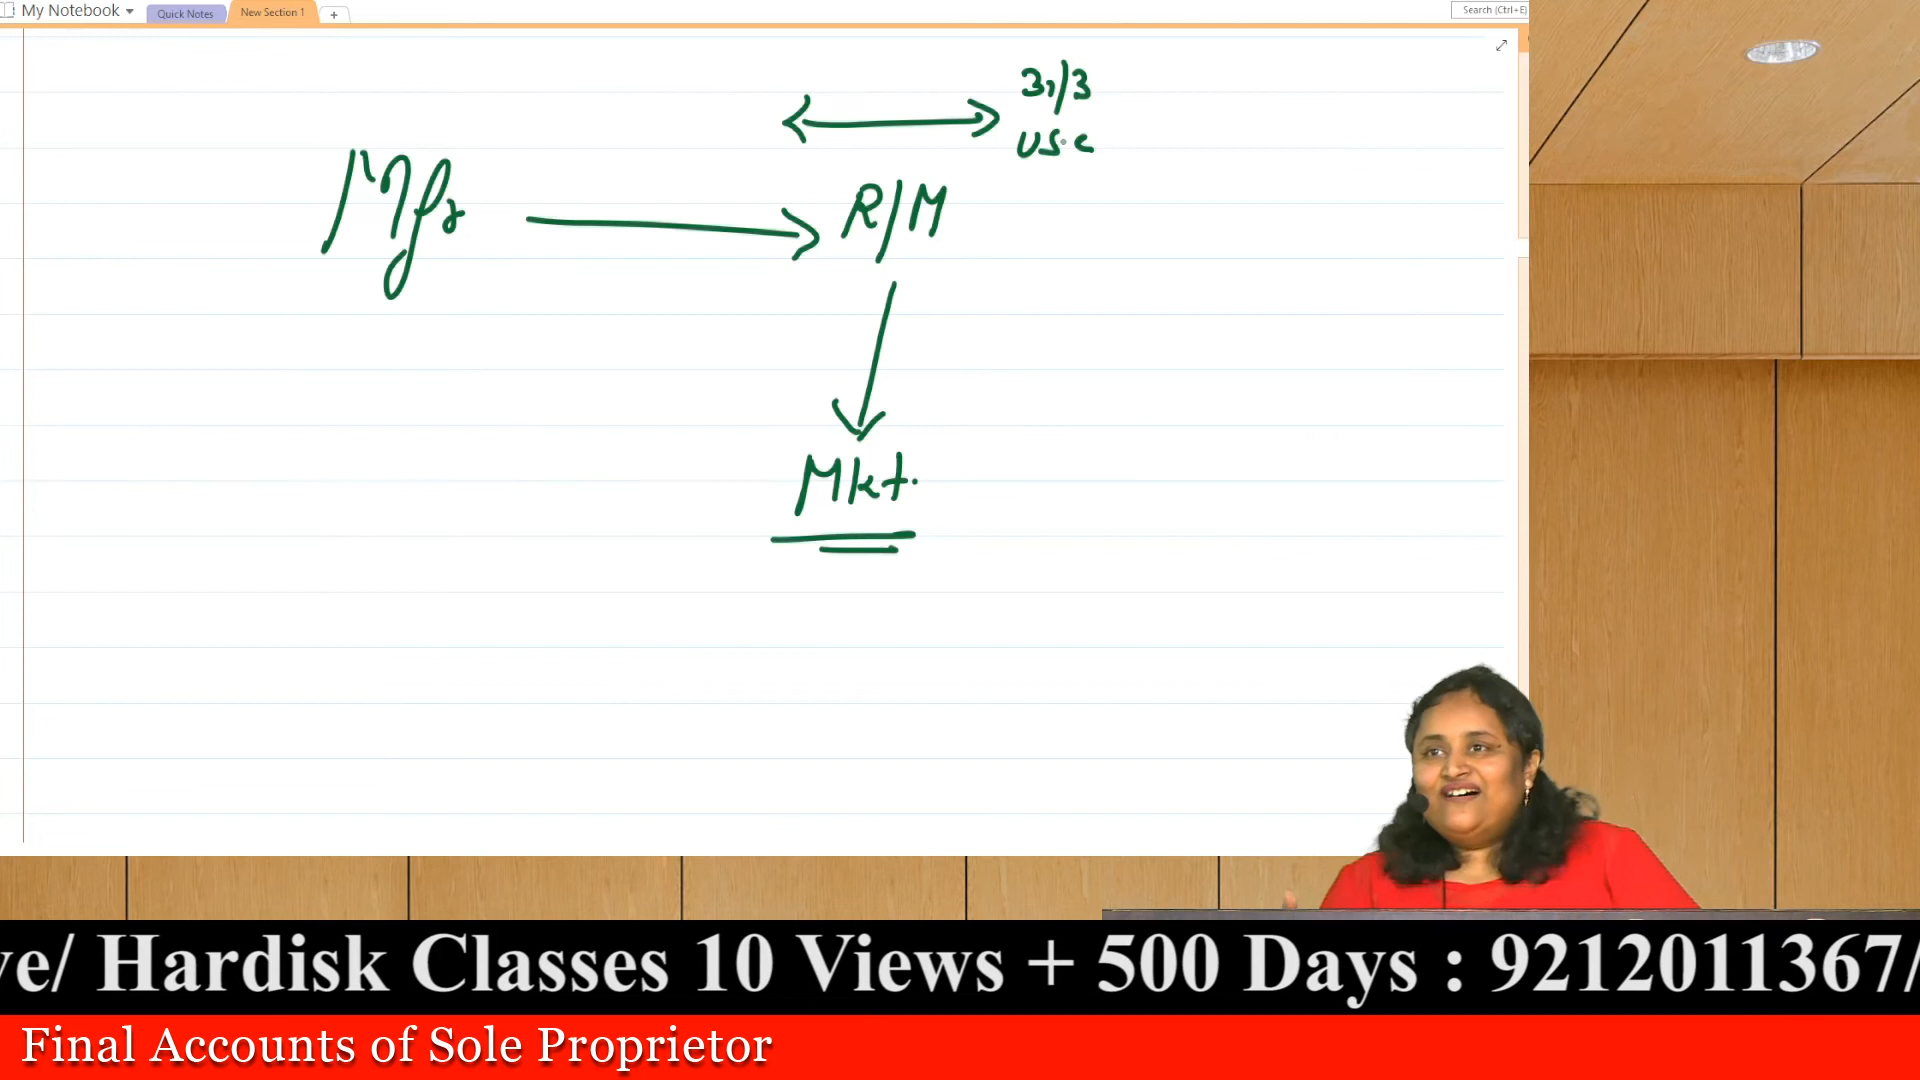 My Notebook
Quick Notes
New Section 1
+
Search (Ctrl+E)
31/3
R/M
Mkt.
ve/ Hardisk Classes 10 Views + 500 Days : 9212011367/
Final Accounts of Sole Proprietor